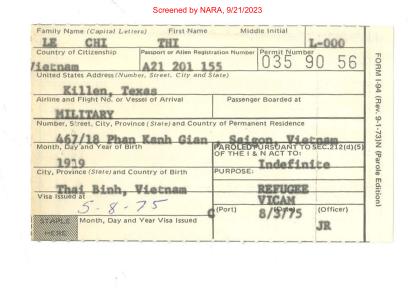 Screened by NARA, 9/21/2023
Family Name (Capital Letters) First Name Middle Initial
LE CHI THI L-000
Country of Citizenship Passport or Alien Registration Number Permit Number
Vietnam A21 201 155 035 90 56
United States Address (Number, Street, City and State)
Killen, Texas
Airline and Flight No. or Vessel of Arrival Passenger Boarded at
MILITARY
Number, Street, City, Province (State) and Country of Permanent Residence
467/18 Phan Kanh Gian Saigon, Vietnam
Month, Day and Year of Birth PAROLED PURSUANT TO SEC. 212(d)(5) OF THE I & N ACT TO:
1919 Indefinite
City, Province (State) and Country of Birth PURPOSE:
Thai Binh, Vietnam REFUGEE
Visa Issued at VICAM
5-8-75 (Port) 8/5/75 (Officer)
STAPLE HERE Month, Day and Year Visa Issued JR
FORM I-94 (Rev. 9-1-73)N (Parole Edition)